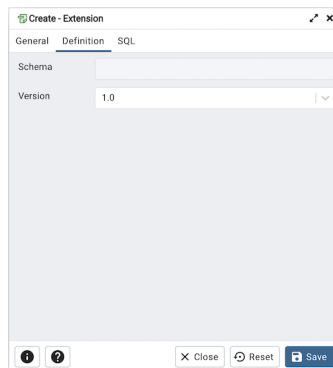 Create - Extension
General Definition SQL
Schema
Version 1.0
Close Reset Save